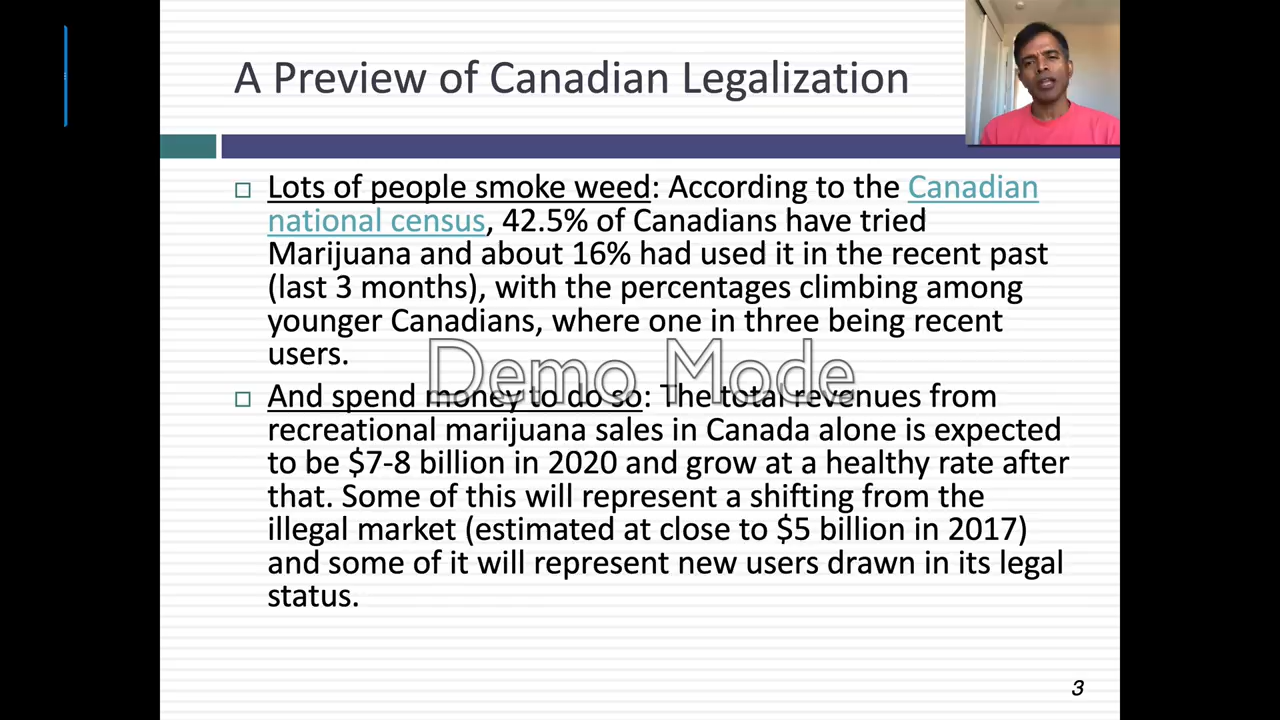 A Preview of Canadian Legalization
Lots of people smoke weed: According to the Canadian
national census, 42.5% of Canadians have tried
Marijuana and about 16% had used it in the recent past
(last 3 months), with the percentages climbing among
younger Canadians, where one in three being recent
users.
Demo Mode
And spend money to do so: The total revenues from
recreational marijuana sales in Canada alone is expected
to be $7-8 billion in 2020 and grow at a healthy rate after
that. Some of this will represent a shifting from the
illegal market (estimated at close to $5 billion in 2017)
and some of it will represent new users drawn in its legal
status.
3